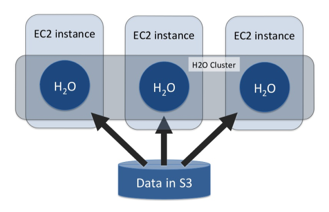 EC2 instance
EC2 instance
EC2 instance
H2O Cluster
H₂O
H₂O
H₂O
Data in S3